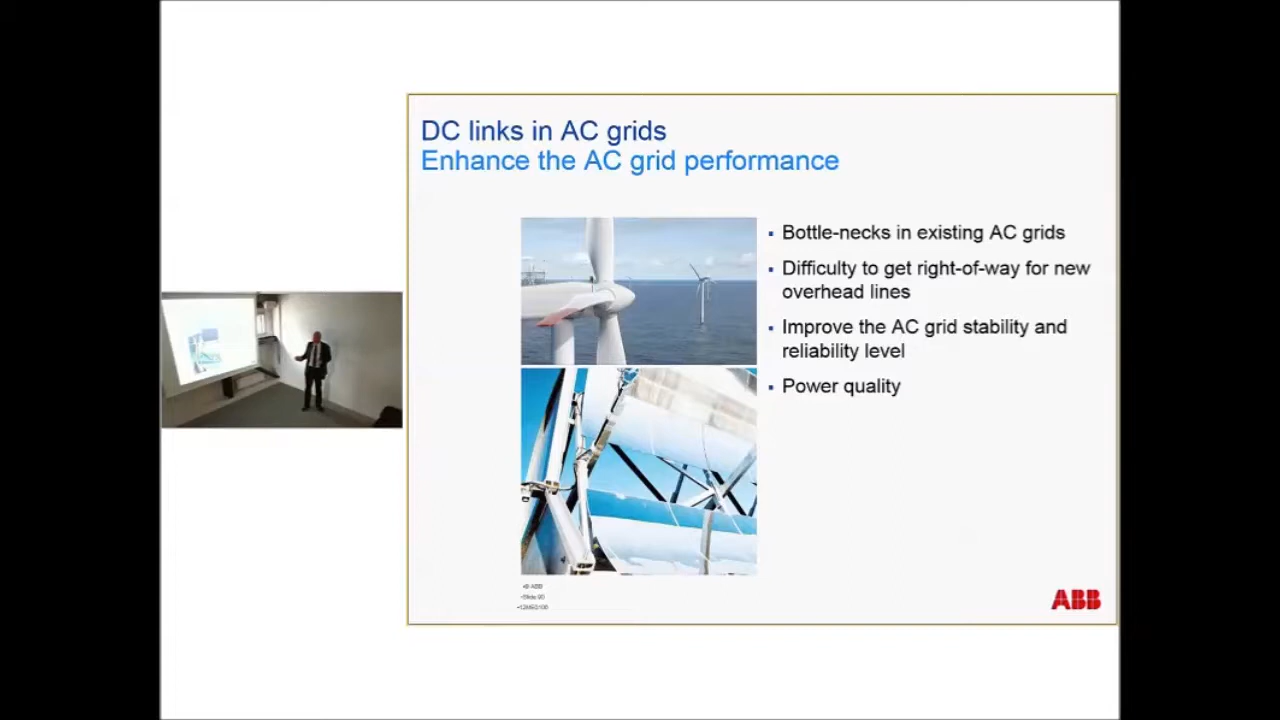 DC links in AC grids
Enhance the AC grid performance
▪ Bottle-necks in existing AC grids
▪ Difficulty to get right-of-way for new
overhead lines
▪ Improve the AC grid stability and
reliability level
▪ Power quality
ABB